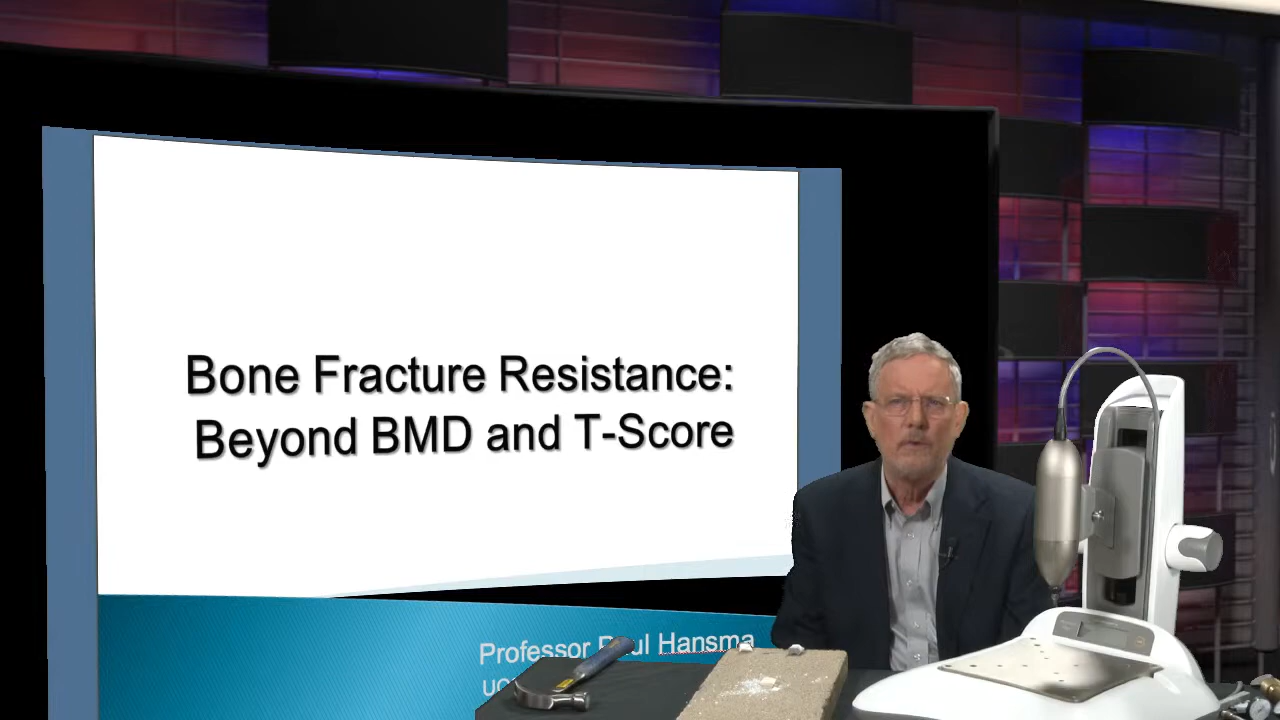 Bone Fracture Resistance:
Beyond BMD and T-Score
Professor Hansma